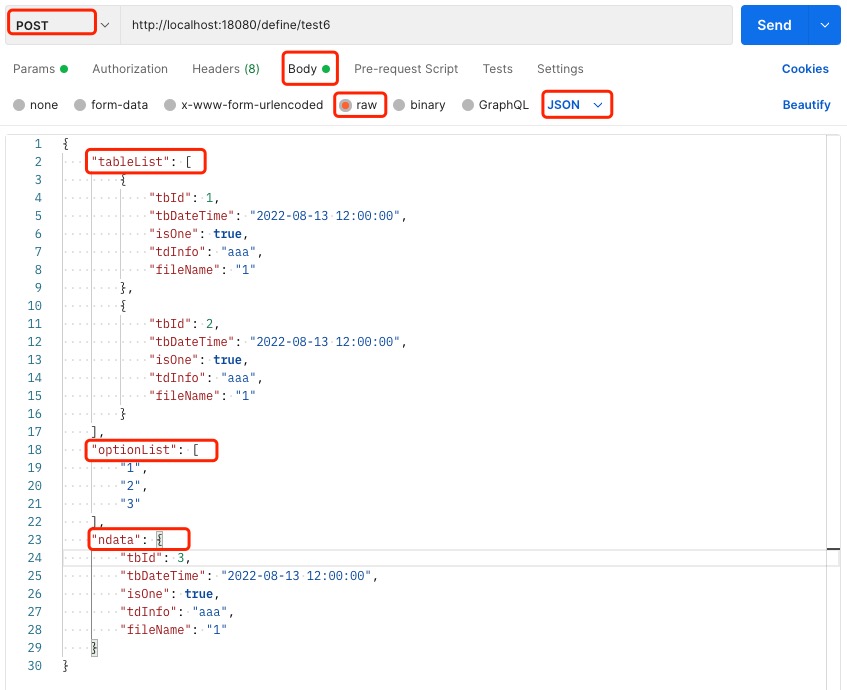 POST http://localhost:18080/define/test6 Send
Params Authorization Headers (8) Body Pre-request Script Tests Settings Cookies
none form-data x-www-form-urlencoded raw binary GraphQL JSON Beautify
1 {
2 "tableList": [
3 {
4 "tbId": 1,
5 "tbDateTime": "2022-08-13 12:00:00",
6 "isOne": true,
7 "tdInfo": "aaa",
8 "fileName": "1"
9 },
10 {
11 "tbId": 2,
12 "tbDateTime": "2022-08-13 12:00:00",
13 "isOne": true,
14 "tdInfo": "aaa",
15 "fileName": "1"
16 }
17 ],
18 "optionList": [
19 "1",
20 "2",
21 "3"
22 ],
23 "ndata": {
24 "tbId": 3,
25 "tbDateTime": "2022-08-13 12:00:00",
26 "isOne": true,
27 "tdInfo": "aaa",
28 "fileName": "1"
29 }
30 }